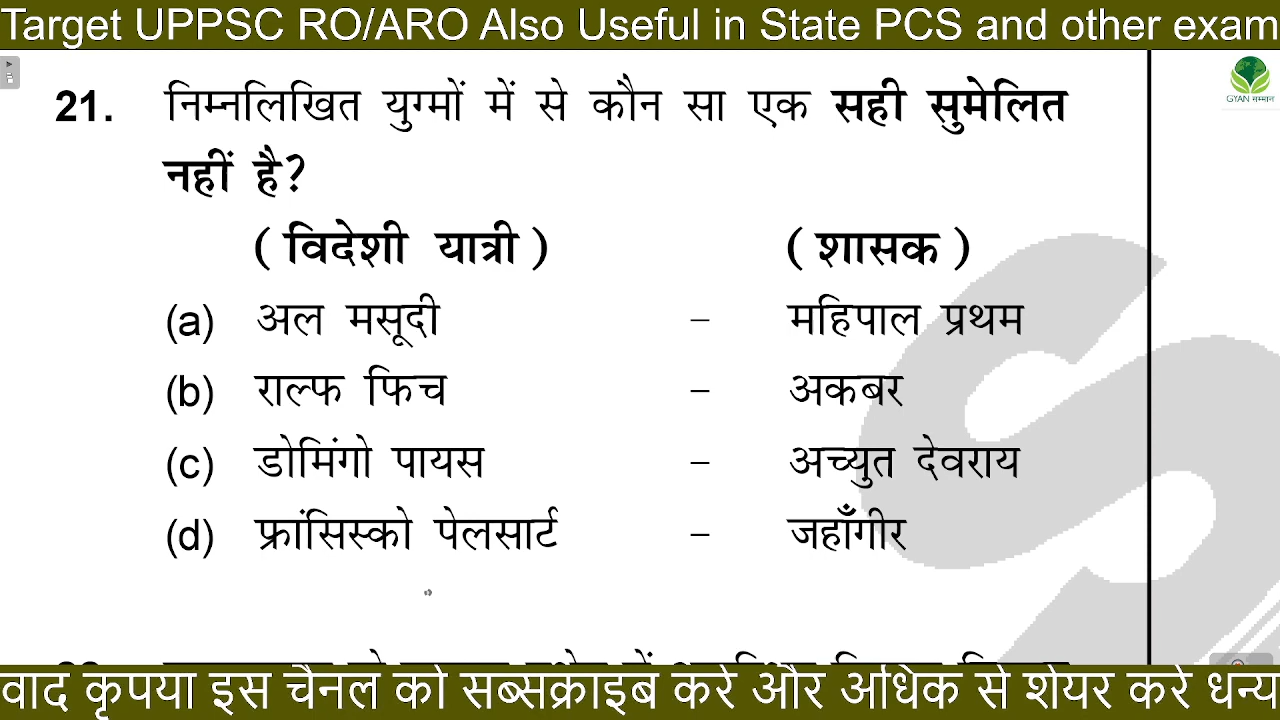 Target UPPSC RO/ARO Also Useful in State PCS and other exam
GYAN सम्मान
21. निम्नलिखित युग्मों में से कौन सा एक सही सुमेलित
नहीं है?
(विदेशी यात्री) (शासक)
(a) अल मसूदी – महिपाल प्रथम
(b) राल्फ फिच – अकबर
(c) डोमिंगो पायस – अच्युत देवराय
(d) फ्रांसिस्को पेलसार्ट – जहाँगीर
वाद कृपया इस चैनल को सब्सक्राइब करे और अधिक से शेयर करे धन्य